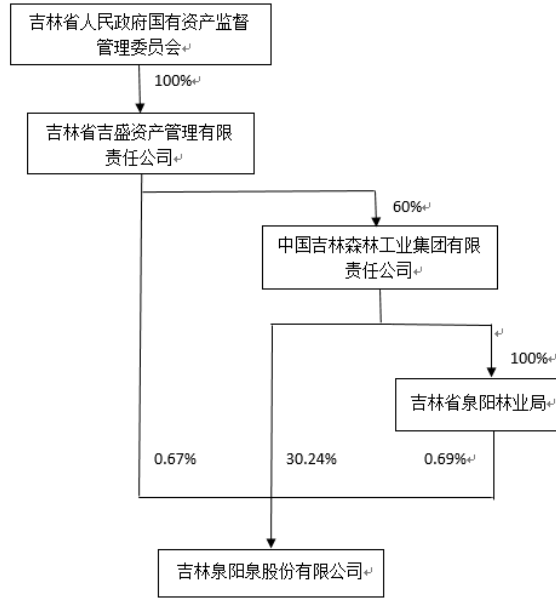 吉林省人民政府国有资产监督
管理委员会
100%
吉林省吉盛资产管理有限
责任公司
60%
中国吉林森林工业集团有限
责任公司
100%
吉林省泉阳林业局
0.67%
30.24%
0.69%
吉林泉阳泉股份有限公司